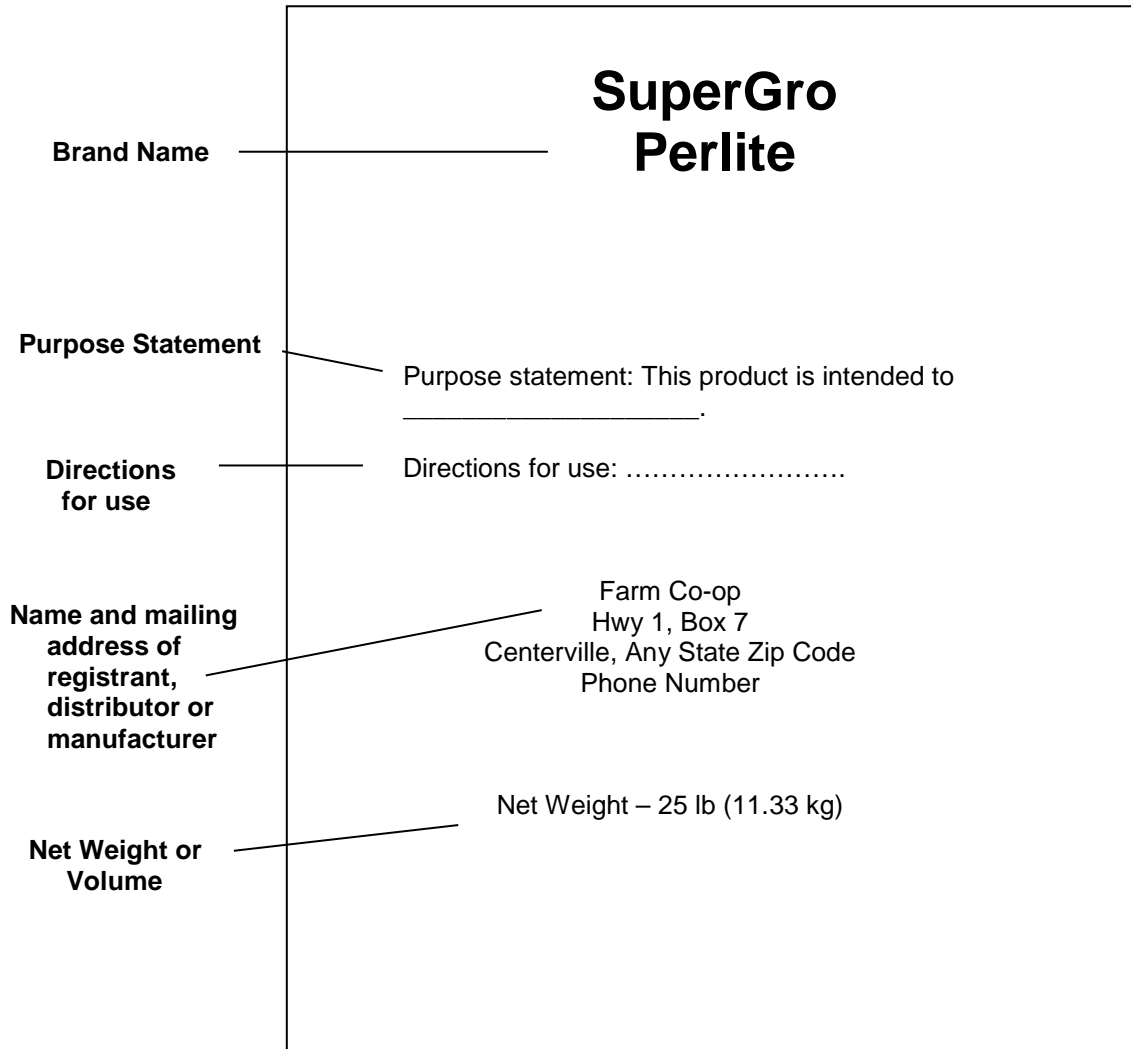 SuperGro
Perlite
Brand Name
Purpose Statement
Purpose statement: This product is intended to
____________________.
Directions
for use
Directions for use: …………………….
Name and mailing
address of
registrant,
distributor or
manufacturer
Farm Co-op
Hwy 1, Box 7
Centerville, Any State Zip Code
Phone Number
Net Weight – 25 lb (11.33 kg)
Net Weight or
Volume